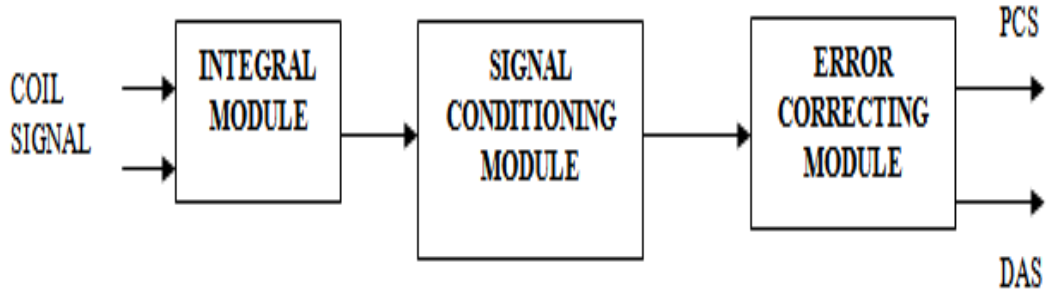 COIL
SIGNAL
INTEGRAL
MODULE
SIGNAL
CONDITIONING
MODULE
ERROR
CORRECTING
MODULE
PCS
DAS